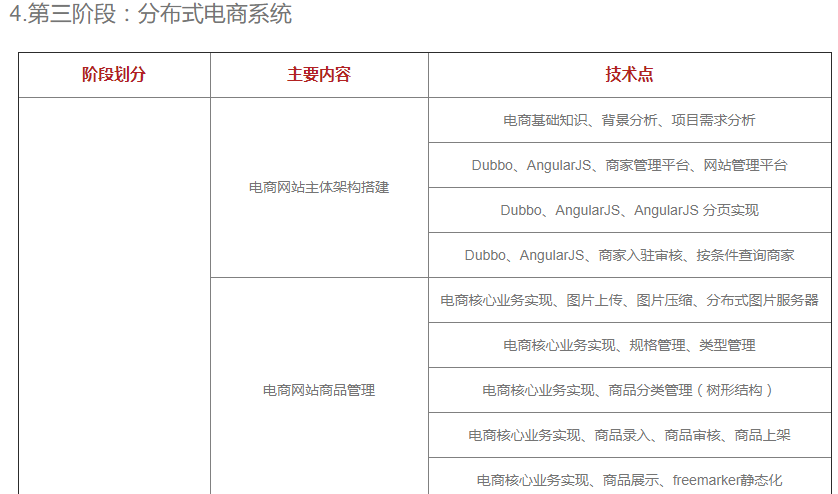 4.第三阶段：分布式电商系统
阶段划分
主要内容
技术点
电商网站主体架构搭建
电商基础知识、背景分析、项目需求分析
Dubbo、AngularJS、商家管理平台、网站管理平台
Dubbo、AngularJS、AngularJS 分页实现
Dubbo、AngularJS、商家入驻审核、按条件查询商家
电商网站商品管理
电商核心业务实现、图片上传、图片压缩、分布式图片服务器
电商核心业务实现、规格管理、类型管理
电商核心业务实现、商品分类管理（树形结构）
电商核心业务实现、商品录入、商品审核、商品上架
电商核心业务实现、商品展示、freemarker静态化